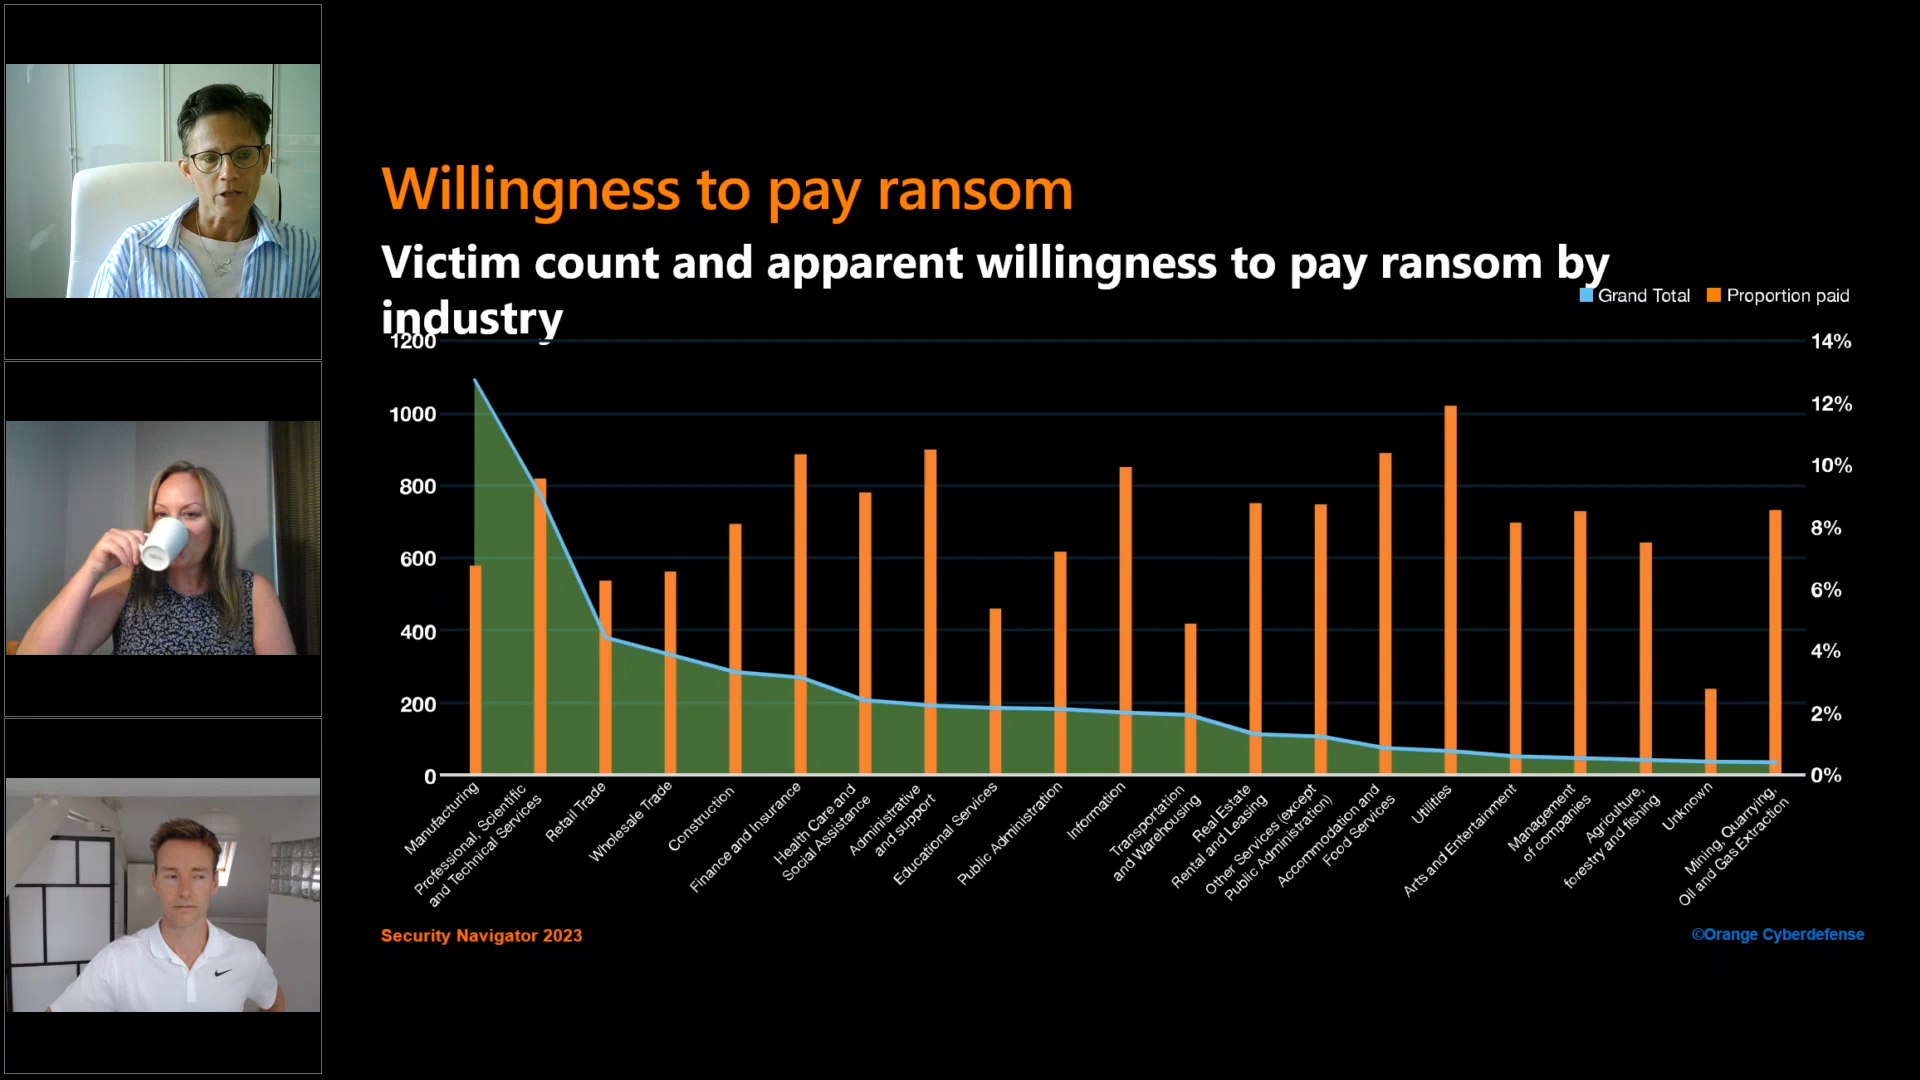 Willingness to pay ransom
Victim count and apparent willingness to pay ransom by
industry
Grand Total
Proportion paid
1200
1000
800
600
400
200
0
14%
12%
10%
8%
6%
4%
2%
0%
Manufacturing
Professional, Scientific
and Technical Services
Retail Trade
Wholesale Trade
Construction
Finance and Insurance
Health Care and
Social Assistance
Administrative
and support
Educational Services
Public Administration
Information
Transportation
and Warehousing
Real Estate
Rental and Leasing
Other Services (except
Public Administration)
Accommodation and
Food Services
Utilities
Arts and Entertainment
Management
of companies
Agriculture,
forestry and fishing
Unknown
Mining, Quarrying,
Oil and Gas Extraction
Security Navigator 2023
©Orange Cyberdefense